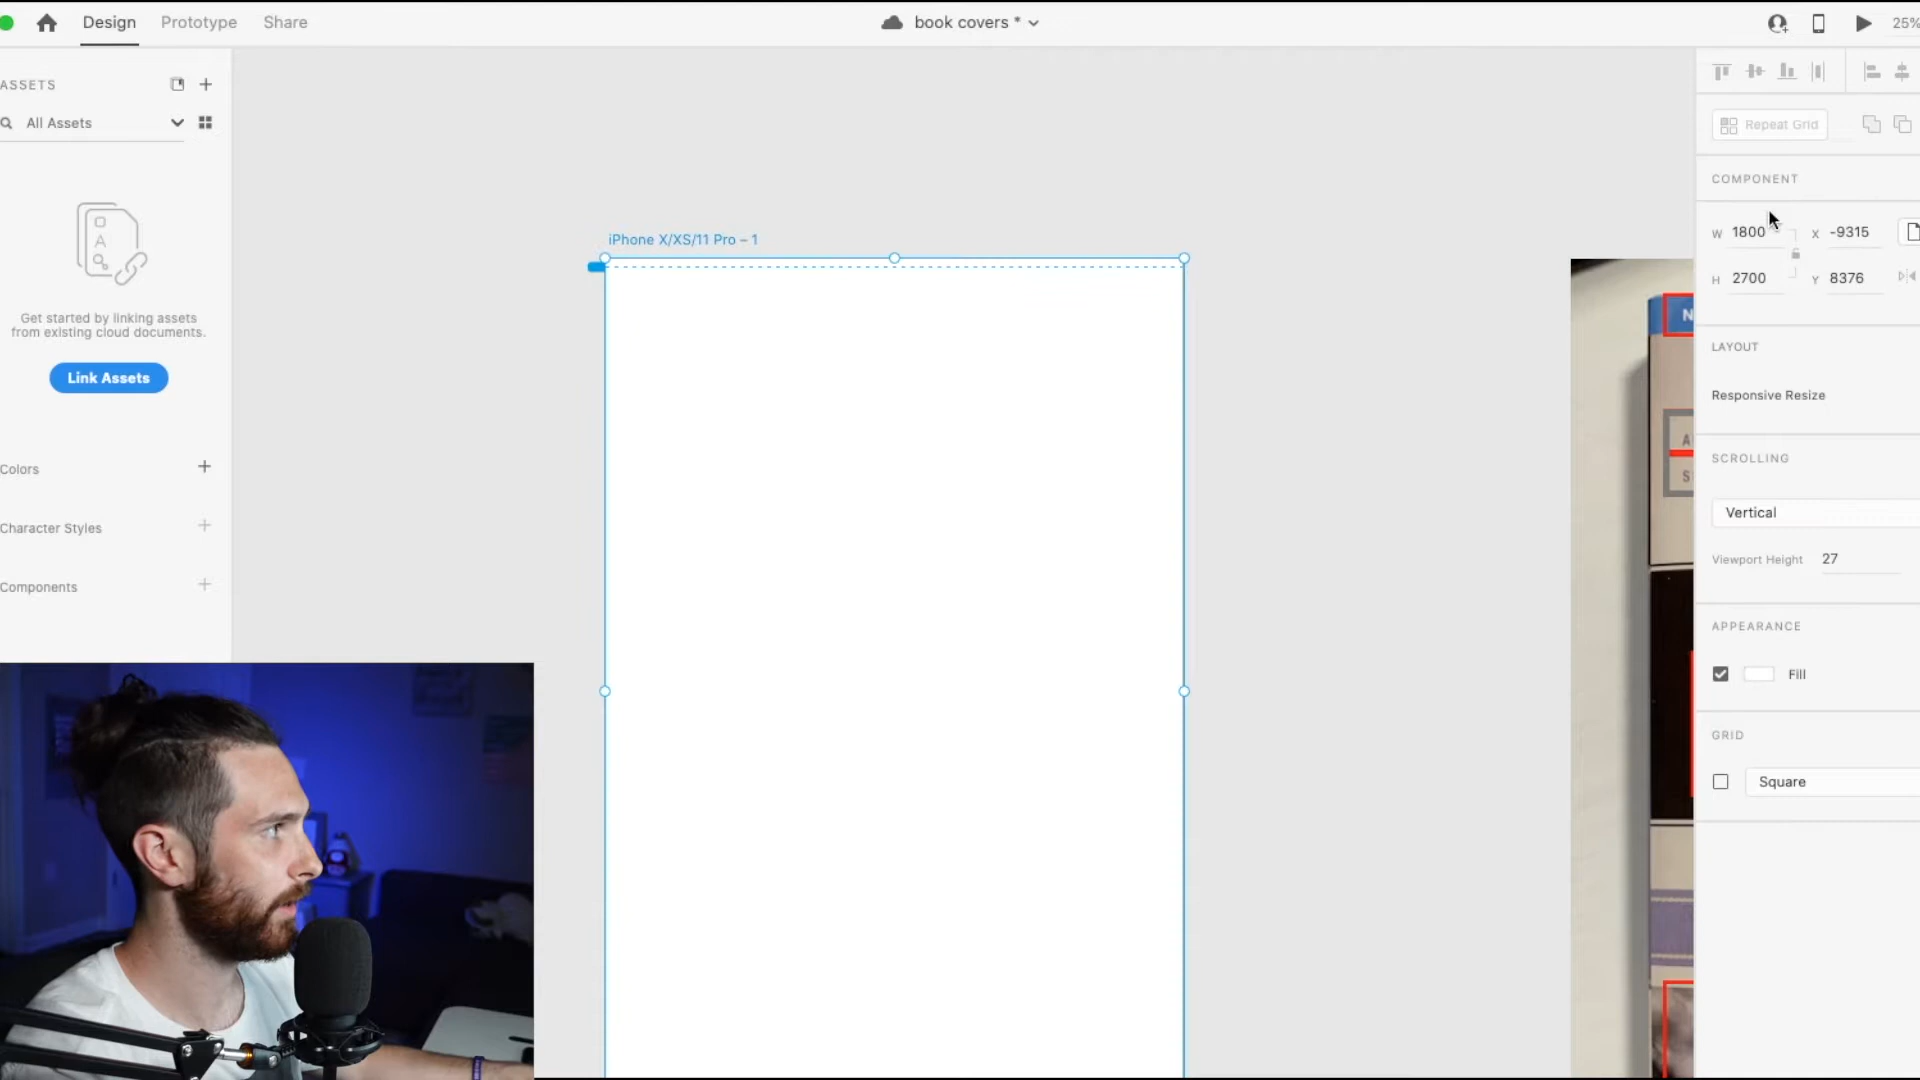 Design Prototype Share
book covers *
25%
ASSETS
All Assets
A
Get started by linking assets
from existing cloud documents.
Link Assets
Colors
Character Styles
Components
iPhone X/XS/11 Pro – 1
N
A
S
Repeat Grid
COMPONENT
W 1800 X -9315
H 2700 Y 8376
LAYOUT
Responsive Resize
SCROLLING
Vertical
Viewport Height 27
APPEARANCE
Fill
GRID
Square